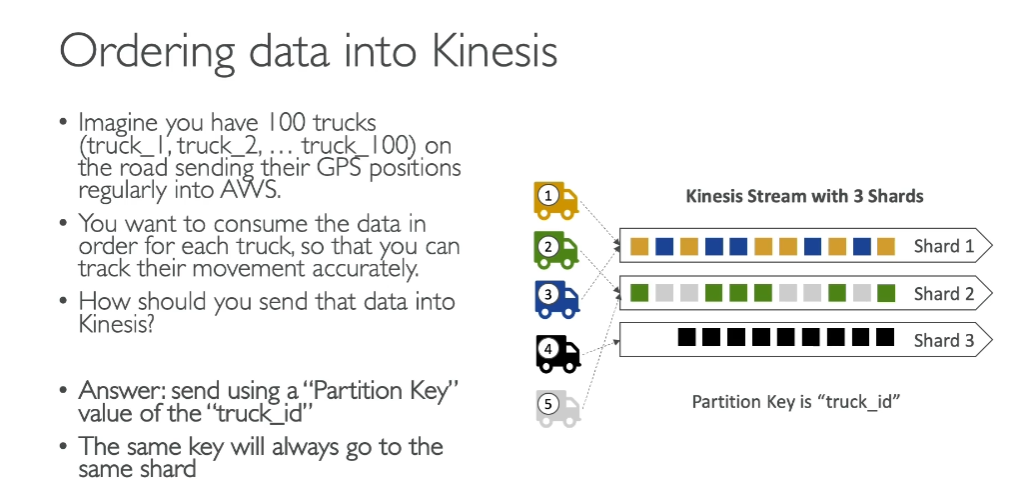 Ordering data into Kinesis
• Imagine you have 100 trucks
(truck_1, truck_2, … truck_100) on
the road sending their GPS positions
regularly into AWS.
• You want to consume the data in
order for each truck, so that you can
track their movement accurately.
• How should you send that data into
Kinesis?
• Answer: send using a “Partition Key”
value of the “truck_id”
• The same key will always go to the
same shard
Kinesis Stream with 3 Shards
1
2
3
4
5
Shard 1
Shard 2
Shard 3
Partition Key is “truck_id”